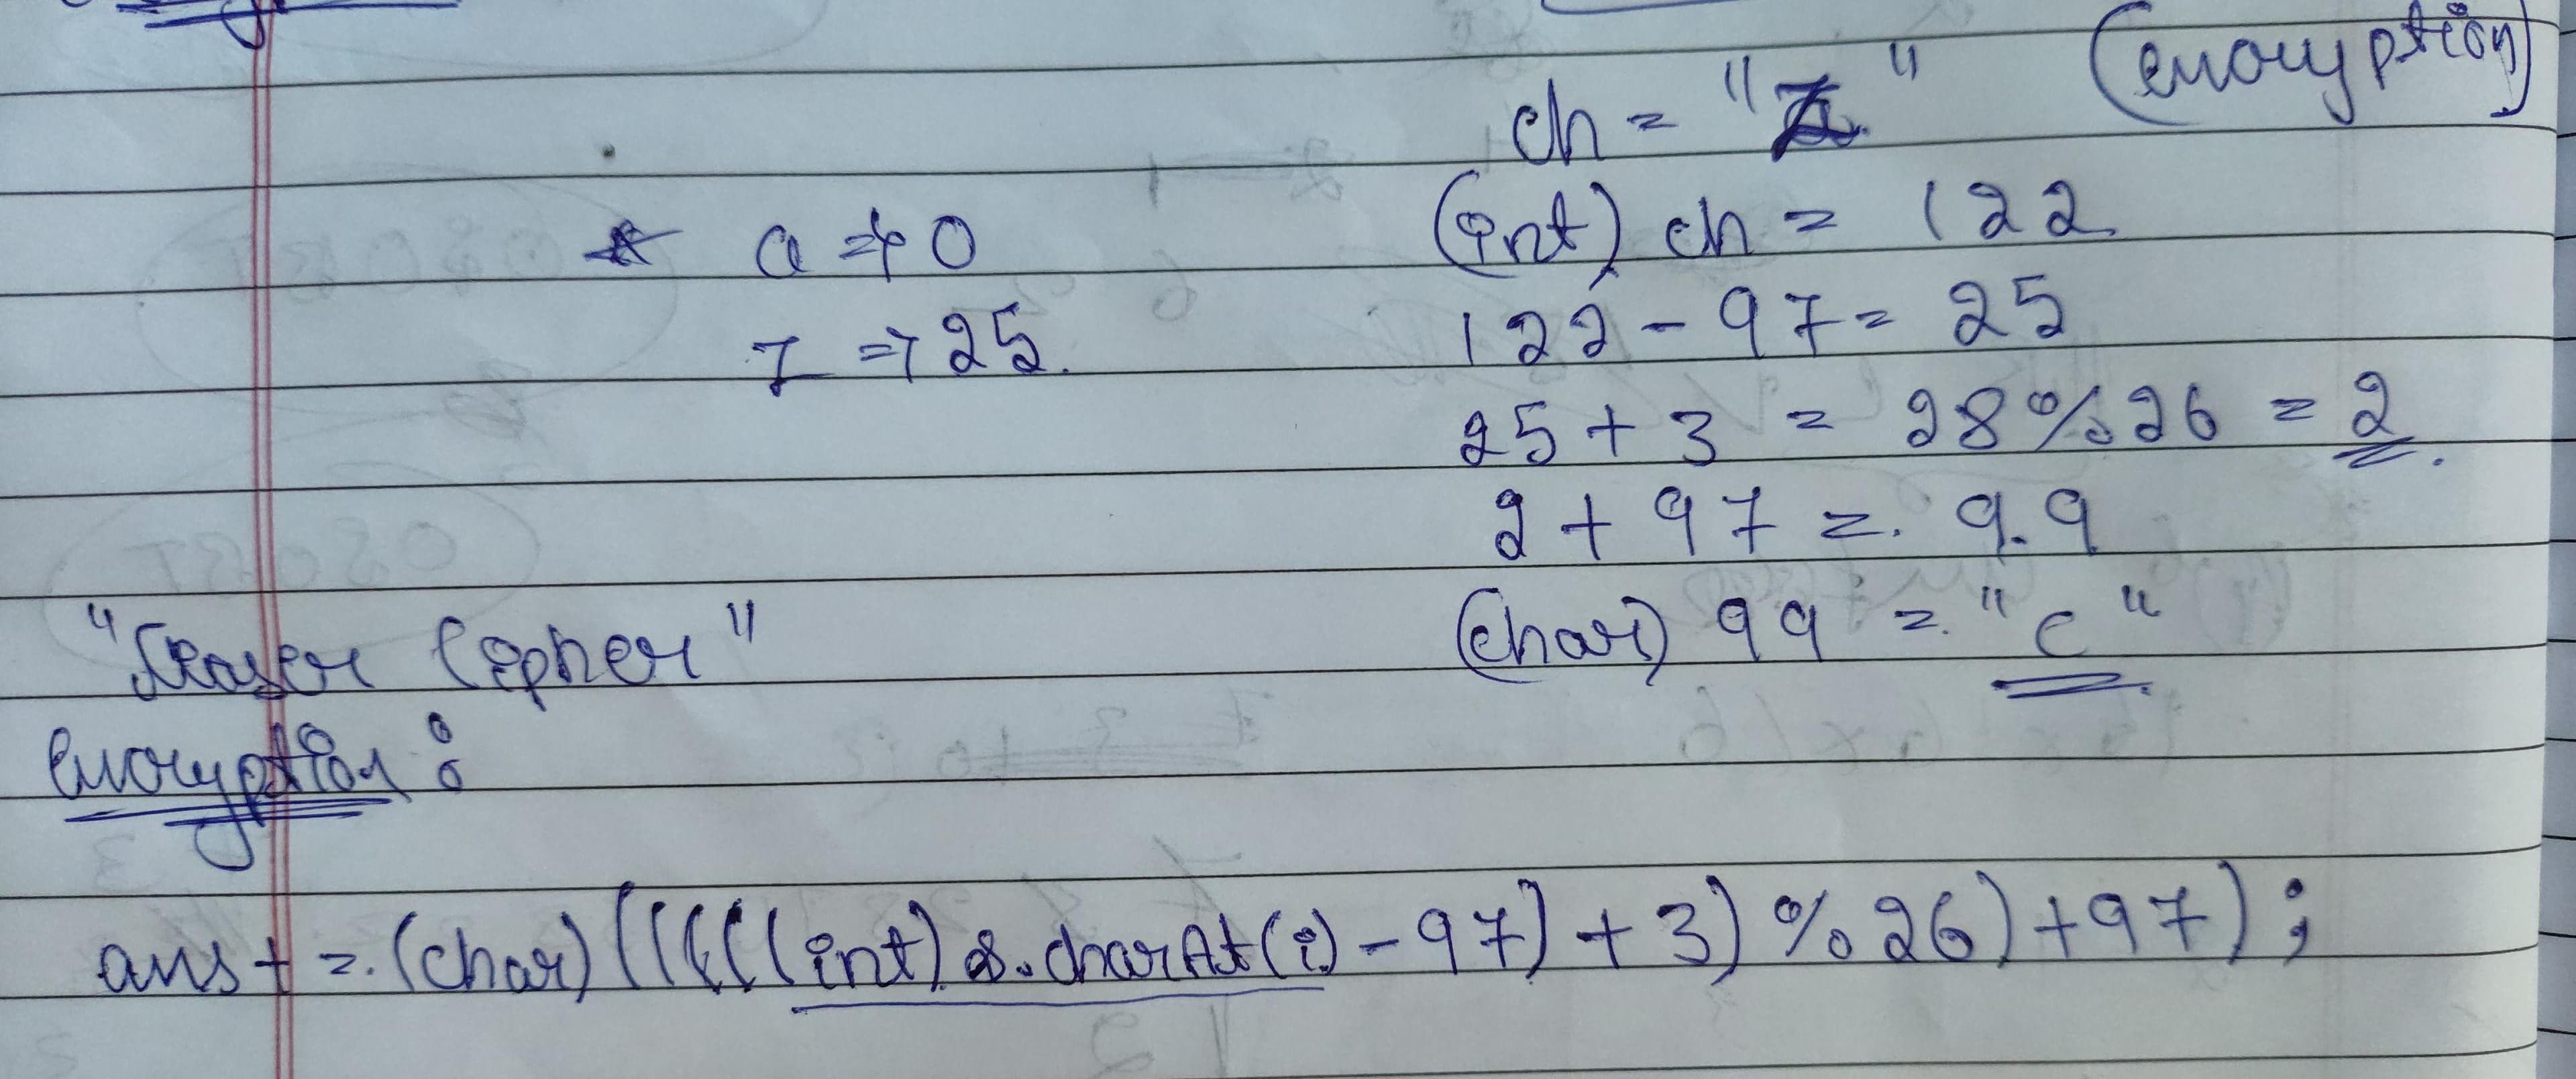 (encryption)
ch = "z"
(int) ch = 122
a => 0
122 - 97 = 25
z => 25.
25 + 3 = 28 % 26 = 2.
2 + 97 = 99
(char) 99 = "c"
"Ceaser Cipher"
encryption :
ans += (char)(((((int) s.charAt(i) - 97) + 3) % 26) + 97) ;